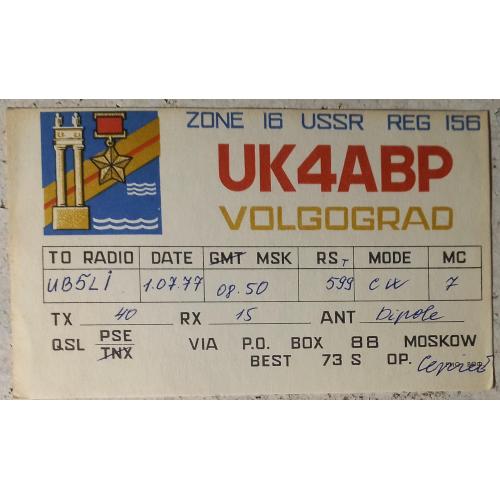 ZONE 16 USSR REG 156
UK4ABP
VOLGOGRAD
TO RADIO DATE GMT MSK RST MODE MC
UB5LI 1.07.77 08.50 599 CW 7
TX 40 RX 15 ANT Dipole
QSL PSE VIA P.O. BOX 88 MOSKOW
TNX BEST 73 S OP.